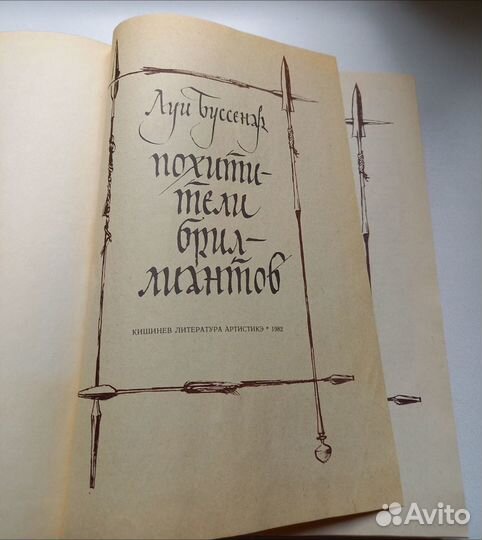 Луи Буссенар
похити-
тели
брил-
лиантов
КИШИНЕВ ЛИТЕРАТУРА АРТИСТИКЭ * 1982
Avito